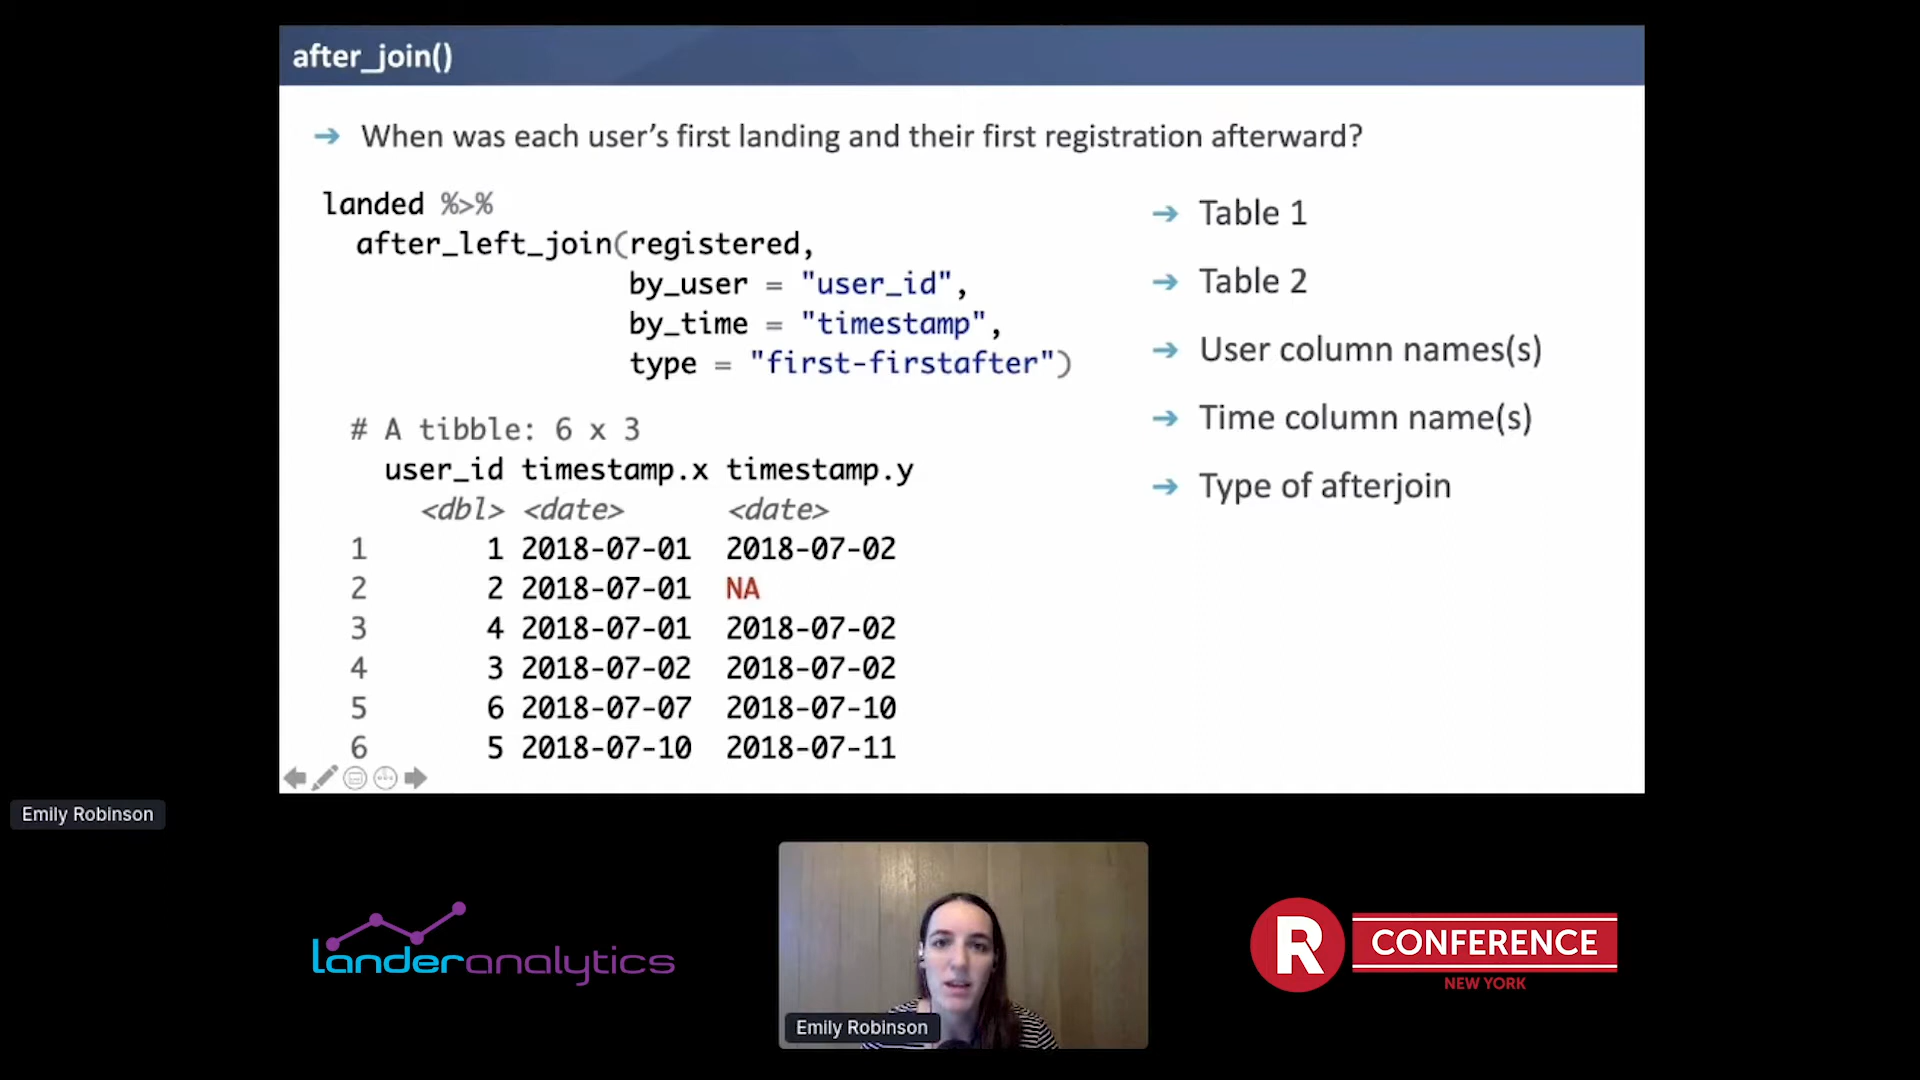 after_join()
➔ When was each user’s first landing and their first registration afterward?
landed %>%
after_left_join(registered,
by_user = "user_id",
by_time = "timestamp",
type = "first-firstafter")
# A tibble: 6 x 3
user_id timestamp.x timestamp.y
<dbl> <date> <date>
1 1 2018-07-01 2018-07-02
2 2 2018-07-01 NA
3 4 2018-07-01 2018-07-02
4 3 2018-07-02 2018-07-02
5 6 2018-07-07 2018-07-10
6 5 2018-07-10 2018-07-11
➔ Table 1
➔ Table 2
➔ User column names(s)
➔ Time column name(s)
➔ Type of afterjoin
Emily Robinson
landeranalytics
Emily Robinson
R CONFERENCE
NEW YORK